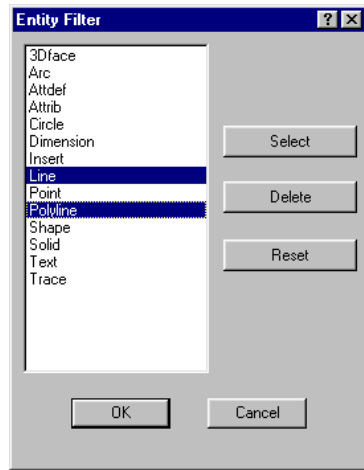 Entity Filter
3Dface
Arc
Attdef
Attrib
Circle
Dimension
Insert
Line
Point
Polyline
Shape
Solid
Text
Trace
Select
Delete
Reset
OK
Cancel